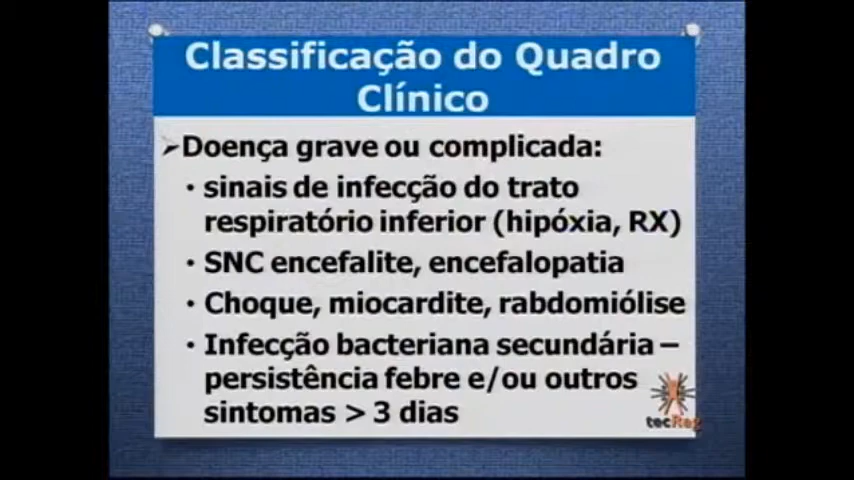 Classificação do Quadro
Clínico
➢Doença grave ou complicada:
• sinais de infecção do trato
respiratório inferior (hipóxia, RX)
• SNC encefalite, encefalopatia
• Choque, miocardite, rabdomiólise
• Infecção bacteriana secundária –
persistência febre e/ou outros
sintomas > 3 dias
tecReg